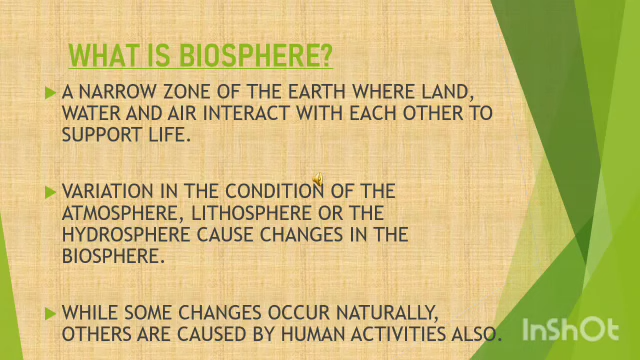 WHAT IS BIOSPHERE?
A NARROW ZONE OF THE EARTH WHERE LAND,
WATER AND AIR INTERACT WITH EACH OTHER TO
SUPPORT LIFE.
VARIATION IN THE CONDITION OF THE
ATMOSPHERE, LITHOSPHERE OR THE
HYDROSPHERE CAUSE CHANGES IN THE
BIOSPHERE.
WHILE SOME CHANGES OCCUR NATURALLY,
OTHERS ARE CAUSED BY HUMAN ACTIVITIES ALSO.
InShOt